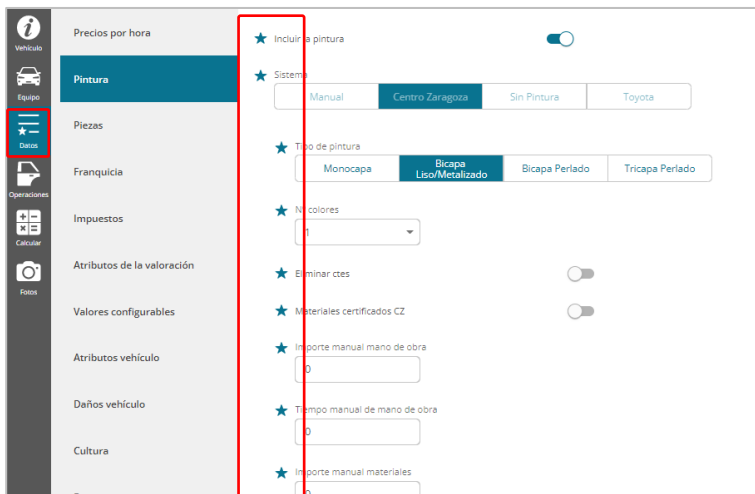 Vehículo
Equipo
Datos
Operaciones
Calcular
Fotos
Precios por hora
Pintura
Piezas
Franquicia
Impuestos
Atributos de la valoración
Valores configurables
Atributos vehículo
Daños vehículo
Cultura
Incluir la pintura
Sistema
Manual
Centro Zaragoza
Sin Pintura
Toyota
Tipo de pintura
Monocapa
Bicapa
Liso/Metalizado
Bicapa Perlado
Tricapa Perlado
Nº colores
1
Eliminar ctes
Materiales certificados CZ
Importe manual mano de obra
0
Tiempo manual de mano de obra
0
Importe manual materiales
0